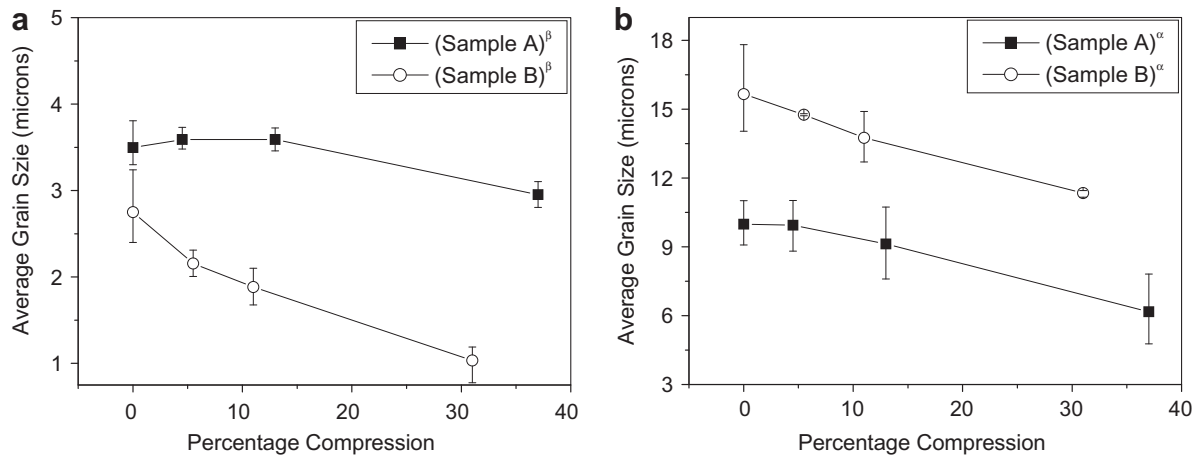 a
5
4
3
2
1
Average Grain Szie (microns)
(Sample A)β
(Sample B)β
0
10
20
30
40
Percentage Compression
b
18
15
12
9
6
3
Average Grain Size (microns)
(Sample A)α
(Sample B)α
0
10
20
30
40
Percentage Compression